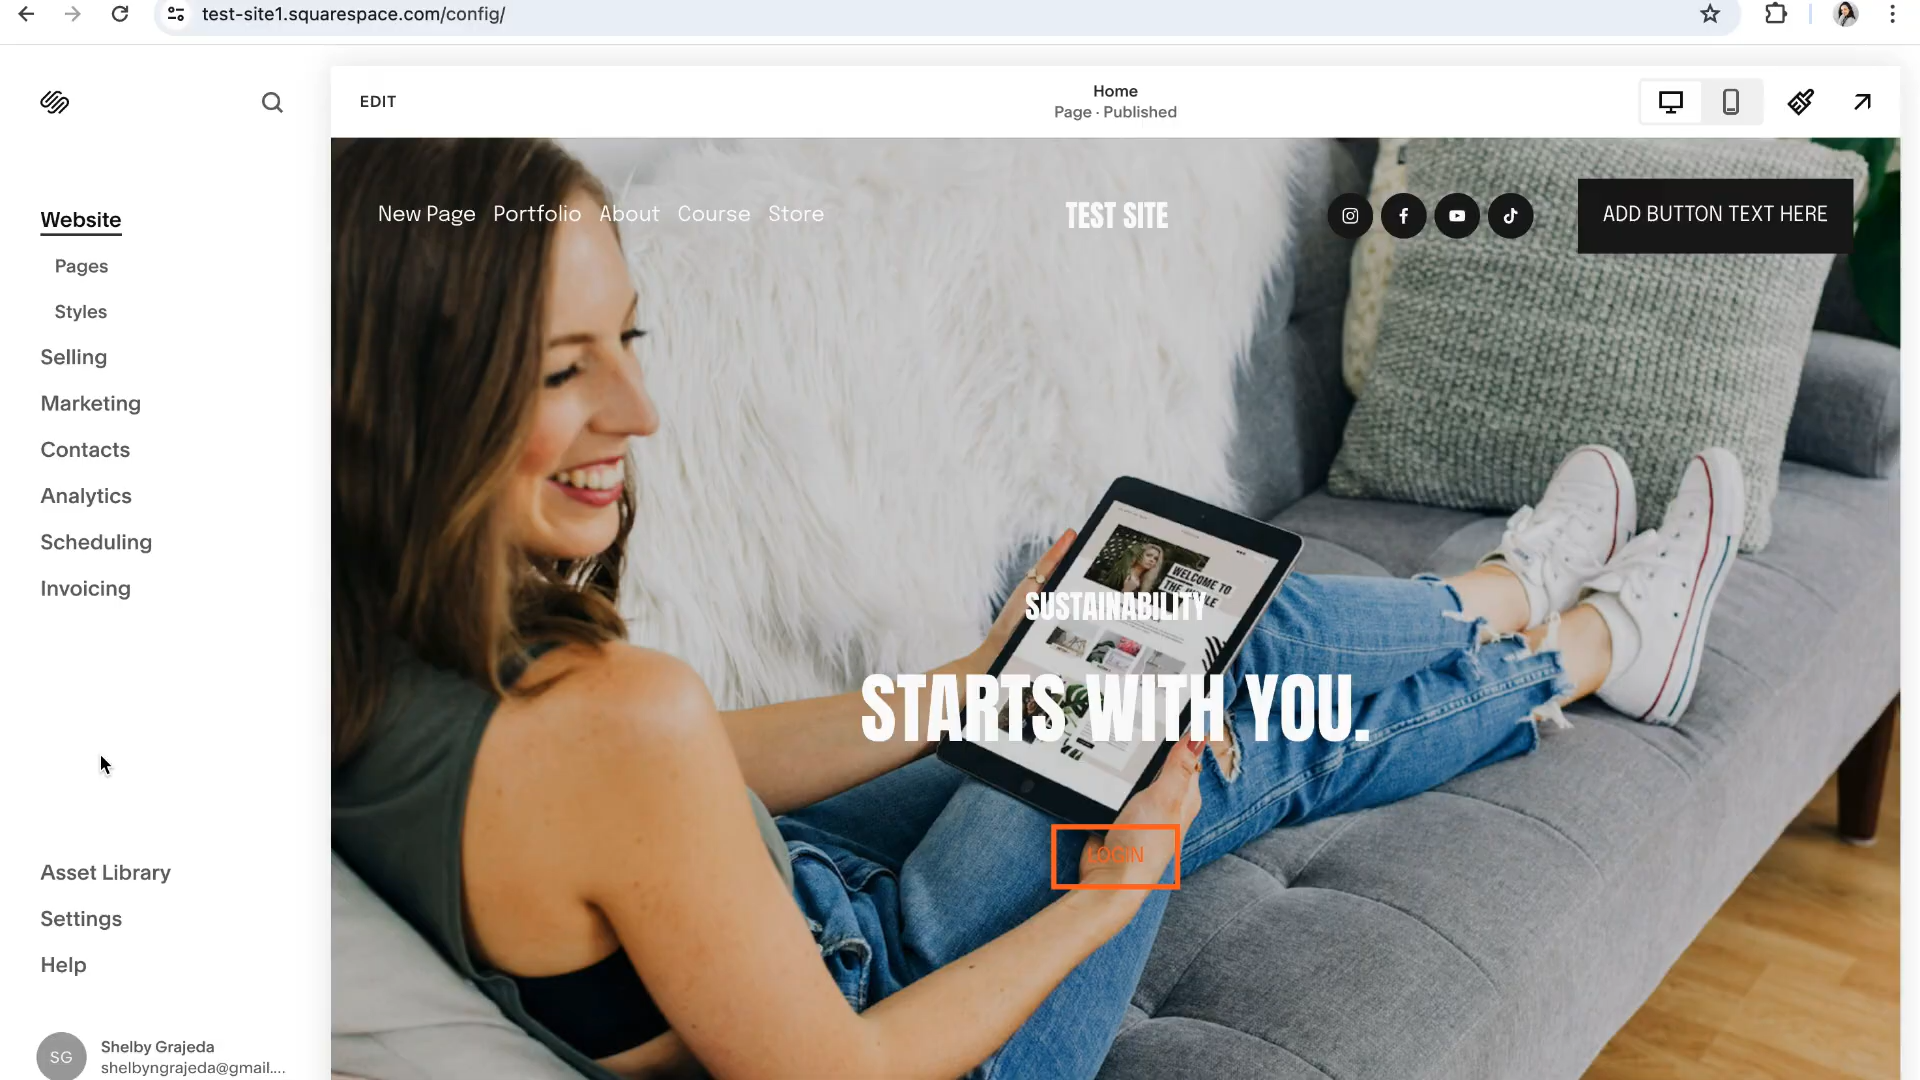 test-site1.squarespace.com/config/
EDIT
Home
Page · Published
Website
Pages
Styles
Selling
Marketing
Contacts
Analytics
Scheduling
Invoicing
Asset Library
Settings
Help
SG
Shelby Grajeda
shelbyngrajeda@gmail....
New Page Portfolio About Course Store
TEST SITE
ADD BUTTON TEXT HERE
WELCOME TO
SUSTAINABILITY
STARTS WITH YOU.
LOGIN